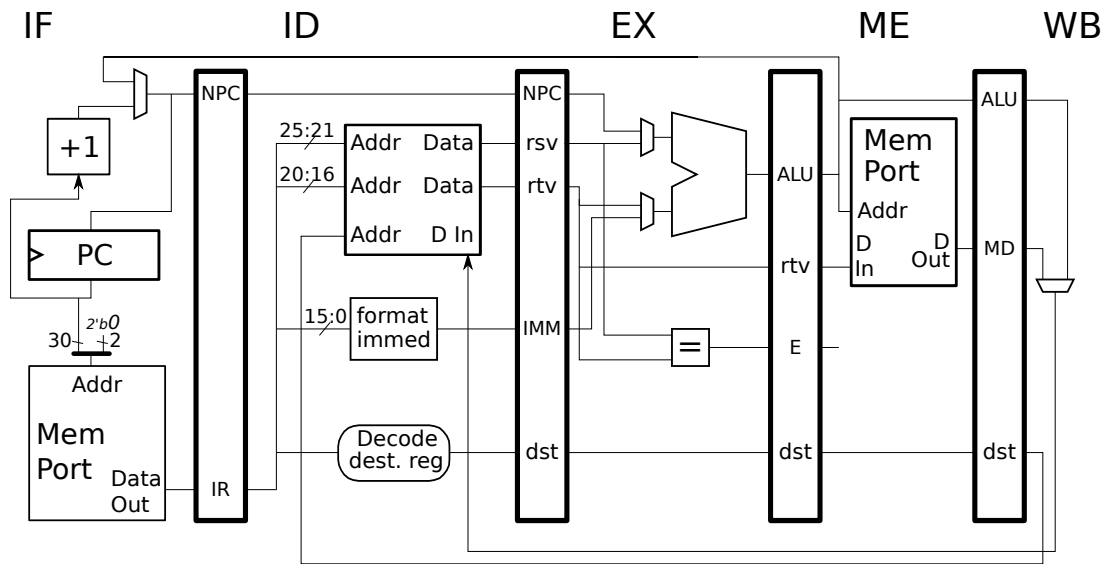 IF ID EX ME WB
NPC NPC ALU
+1
25:21 Addr Data rsv
Mem
Port
20:16 Addr Data rtv ALU
Addr
Addr D In
PC
D
In
D
Out
MD
rtv
15:0 format
immed
IMM
2'b0
30 2
= E
Addr
Mem
Port
Decode
dest. reg
dst dst dst
Data
Out
IR